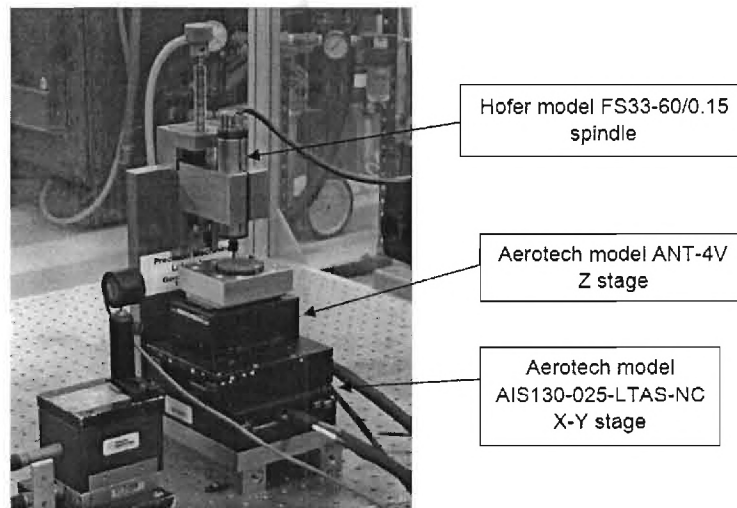 Hofer model FS33-60/0.15
spindle
Aerotech model ANT-4V
Z stage
Aerotech model
AIS130-025-LTAS-NC
X-Y stage